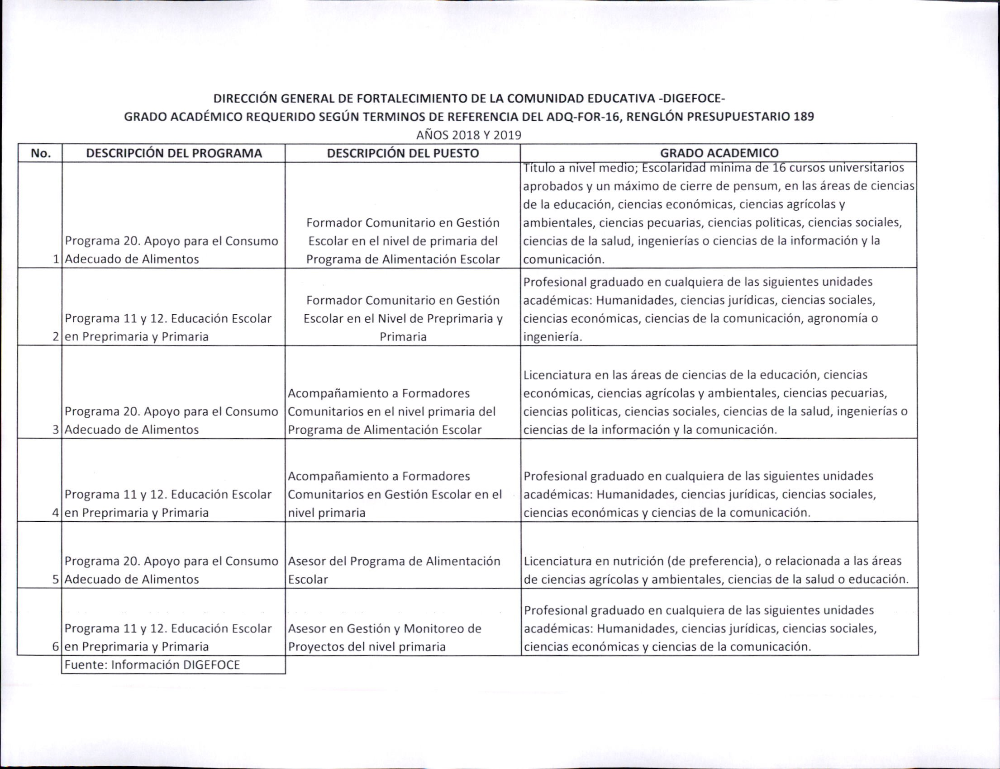 DIRECCIÓN GENERAL DE FORTALECIMIENTO DE LA COMUNIDAD EDUCATIVA -DIGEFOCE-
GRADO ACADÉMICO REQUERIDO SEGÚN TERMINOS DE REFERENCIA DEL ADQ-FOR-16, RENGLÓN PRESUPUESTARIO 189
AÑOS 2018 Y 2019
No. DESCRIPCIÓN DEL PROGRAMA DESCRIPCIÓN DEL PUESTO GRADO ACADEMICO
1
Programa 20. Apoyo para el Consumo
Adecuado de Alimentos
Formador Comunitario en Gestión
Escolar en el nivel de primaria del
Programa de Alimentación Escolar
Título a nivel medio; Escolaridad minima de 16 cursos universitarios
aprobados y un máximo de cierre de pensum, en las áreas de ciencias
de la educación, ciencias económicas, ciencias agrícolas y
ambientales, ciencias pecuarias, ciencias politicas, ciencias sociales,
ciencias de la salud, ingenierías o ciencias de la información y la
comunicación.
2
Programa 11 y 12. Educación Escolar
en Preprimaria y Primaria
Formador Comunitario en Gestión
Escolar en el Nivel de Preprimaria y
Primaria
Profesional graduado en cualquiera de las siguientes unidades
académicas: Humanidades, ciencias jurídicas, ciencias sociales,
ciencias económicas, ciencias de la comunicación, agronomía o
ingeniería.
3
Programa 20. Apoyo para el Consumo
Adecuado de Alimentos
Acompañamiento a Formadores
Comunitarios en el nivel primaria del
Programa de Alimentación Escolar
Licenciatura en las áreas de ciencias de la educación, ciencias
económicas, ciencias agrícolas y ambientales, ciencias pecuarias,
ciencias politicas, ciencias sociales, ciencias de la salud, ingenierías o
ciencias de la información y la comunicación.
4
Programa 11 y 12. Educación Escolar
en Preprimaria y Primaria
Acompañamiento a Formadores
Comunitarios en Gestión Escolar en el
nivel primaria
Profesional graduado en cualquiera de las siguientes unidades
académicas: Humanidades, ciencias jurídicas, ciencias sociales,
ciencias económicas y ciencias de la comunicación.
5
Programa 20. Apoyo para el Consumo
Adecuado de Alimentos
Asesor del Programa de Alimentación
Escolar
Licenciatura en nutrición (de preferencia), o relacionada a las áreas
de ciencias agrícolas y ambientales, ciencias de la salud o educación.
6
Programa 11 y 12. Educación Escolar
en Preprimaria y Primaria
Asesor en Gestión y Monitoreo de
Proyectos del nivel primaria
Profesional graduado en cualquiera de las siguientes unidades
académicas: Humanidades, ciencias jurídicas, ciencias sociales,
ciencias económicas y ciencias de la comunicación.
Fuente: Información DIGEFOCE